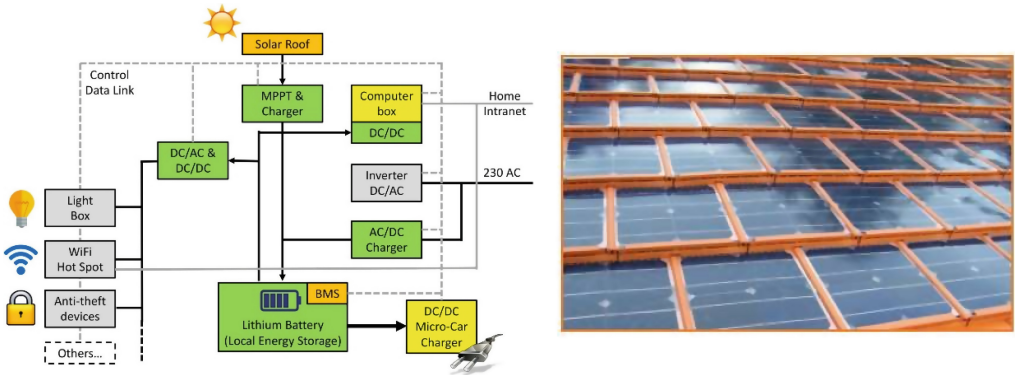 Solar Roof
Control
Data Link
MPPT &
Charger
Computer
box
DC/DC
Home
Intranet
DC/AC &
DC/DC
Inverter
DC/AC
230 AC
Light
Box
AC/DC
Charger
WiFi
Hot Spot
Anti-theft
devices
BMS
Lithium Battery
(Local Energy Storage)
DC/DC
Micro-Car
Charger
Others...